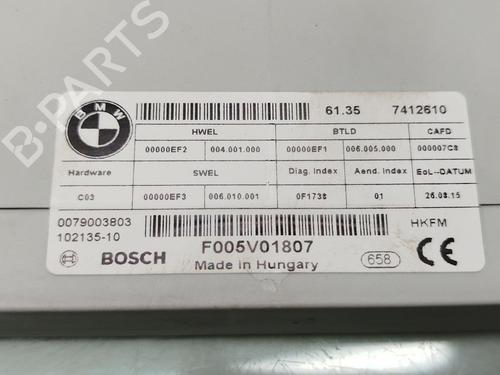 B-PARTS
BMW
61.35 7412610
HWEL BTLD CAFD
00000EF2 004.001.000 00000EF1 006.005.000 000007C8
Hardware SWEL Diag. Index Aend. Index EoL--DATUM
C03 00000EF3 006.010.001 0F1738 01 26.08.15
0079003803 HKFM
102135-10
F005V01807
BOSCH Made in Hungary 658